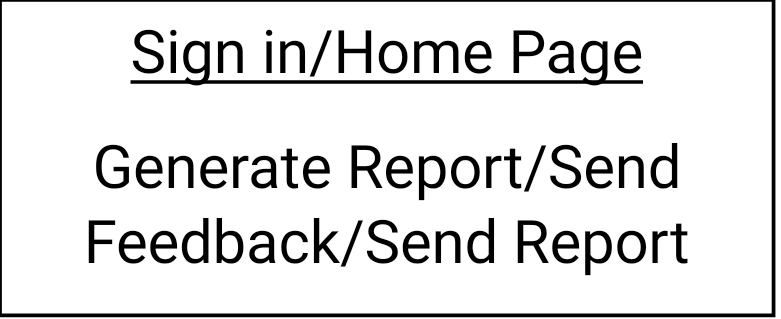 Sign in/Home Page
Generate Report/Send
Feedback/Send Report